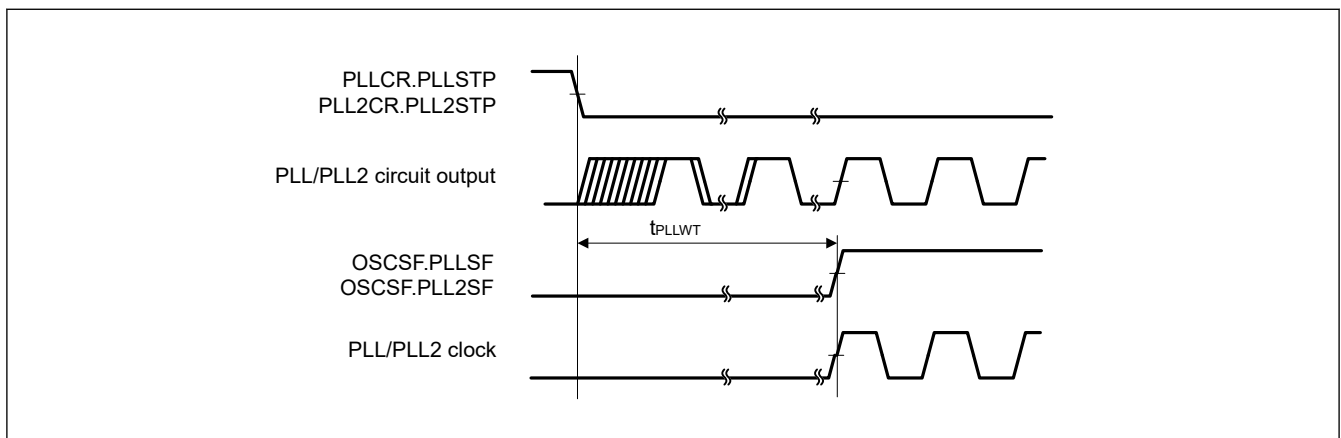 PLLCR.PLLSTP
PLL2CR.PLL2STP
PLL/PLL2 circuit output
tPLLWT
OSCSF.PLLSF
OSCSF.PLL2SF
PLL/PLL2 clock